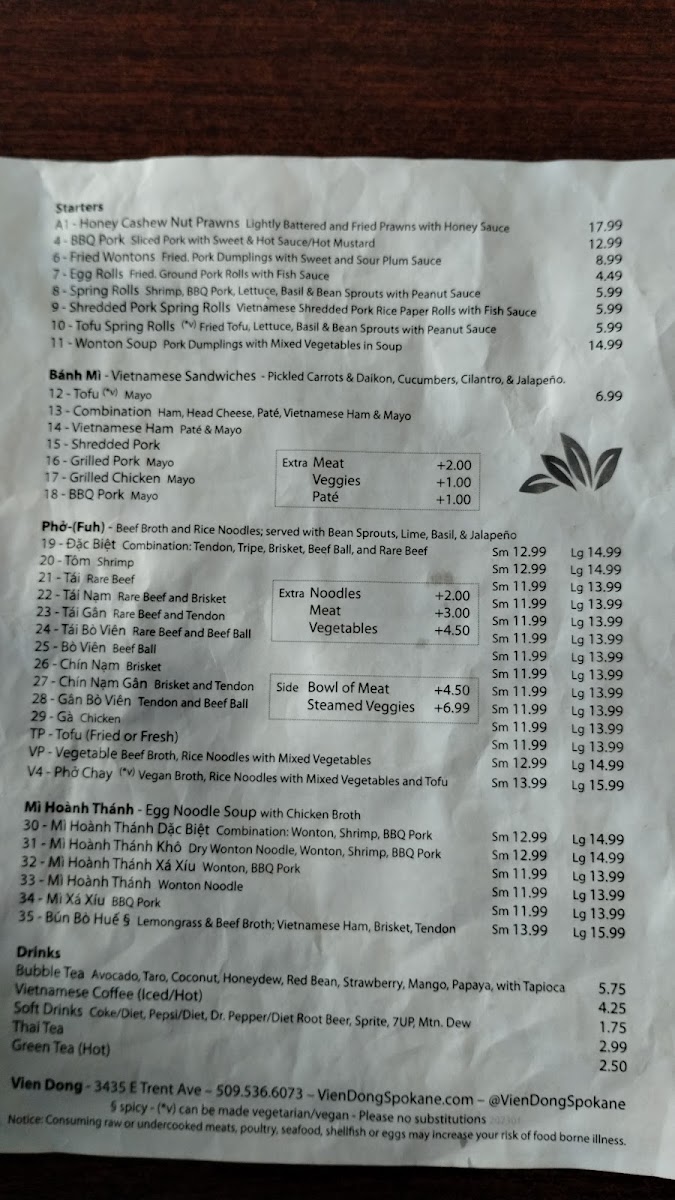 Starters
A1 - Honey Cashew Nut Prawns Lightly Battered and Fried Prawns with Honey Sauce 17.99
4 - BBQ Pork Sliced Pork with Sweet & Hot Sauce/Hot Mustard 12.99
6 - Fried Wontons Fried. Pork Dumplings with Sweet and Sour Plum Sauce 8.99
7 - Egg Rolls Fried. Ground Pork Rolls with Fish Sauce 4.49
8 - Spring Rolls Shrimp, BBQ Pork, Lettuce, Basil & Bean Sprouts with Peanut Sauce 5.99
9 - Shredded Pork Spring Rolls Vietnamese Shredded Pork Rice Paper Rolls with Fish Sauce 5.99
10 - Tofu Spring Rolls (*v) Fried Tofu, Lettuce, Basil & Bean Sprouts with Peanut Sauce 5.99
11 - Wonton Soup Pork Dumplings with Mixed Vegetables in Soup 14.99
Bánh Mì - Vietnamese Sandwiches - Pickled Carrots & Daikon, Cucumbers, Cilantro, & Jalapeño.
12 - Tofu (*v) Mayo 6.99
13 - Combination Ham, Head Cheese, Paté, Vietnamese Ham & Mayo
14 - Vietnamese Ham Paté & Mayo
15 - Shredded Pork
16 - Grilled Pork Mayo
17 - Grilled Chicken Mayo
18 - BBQ Pork Mayo
Extra Meat +2.00
Veggies +1.00
Paté +1.00
Phở-(Fuh) - Beef Broth and Rice Noodles; served with Bean Sprouts, Lime, Basil, & Jalapeño
19 - Đặc Biệt Combination: Tendon, Tripe, Brisket, Beef Ball, and Rare Beef Sm 12.99 Lg 14.99
20 - Tôm Shrimp Sm 12.99 Lg 14.99
21 - Tái Rare Beef Sm 11.99 Lg 13.99
22 - Tái Nạm Rare Beef and Brisket Sm 11.99 Lg 13.99
23 - Tái Gân Rare Beef and Tendon Sm 11.99 Lg 13.99
24 - Tái Bò Viên Rare Beef and Beef Ball Sm 11.99 Lg 13.99
25 - Bò Viên Beef Ball Sm 11.99 Lg 13.99
26 - Chín Nạm Brisket Sm 11.99 Lg 13.99
27 - Chín Nạm Gân Brisket and Tendon Sm 11.99 Lg 13.99
28 - Gân Bò Viên Tendon and Beef Ball Sm 11.99 Lg 13.99
29 - Gà Chicken Sm 11.99 Lg 13.99
TP - Tofu (Fried or Fresh) Sm 11.99 Lg 13.99
VP - Vegetable Beef Broth, Rice Noodles with Mixed Vegetables Sm 12.99 Lg 14.99
V4 - Phở Chay (*v) Vegan Broth, Rice Noodles with Mixed Vegetables and Tofu Sm 13.99 Lg 15.99
Extra Noodles +2.00
Meat +3.00
Vegetables +4.50
Side Bowl of Meat +4.50
Steamed Veggies +6.99
Mì Hoành Thánh - Egg Noodle Soup with Chicken Broth
30 - Mì Hoành Thánh Dặc Biệt Combination: Wonton, Shrimp, BBQ Pork Sm 12.99 Lg 14.99
31 - Mì Hoành Thánh Khô Dry Wonton Noodle, Wonton, Shrimp, BBQ Pork Sm 12.99 Lg 14.99
32 - Mì Hoành Thánh Xá Xíu Wonton, BBQ Pork Sm 11.99 Lg 13.99
33 - Mì Hoành Thánh Wonton Noodle Sm 11.99 Lg 13.99
34 - Mì Xá Xíu BBQ Pork Sm 11.99 Lg 13.99
35 - Bún Bò Huế § Lemongrass & Beef Broth; Vietnamese Ham, Brisket, Tendon Sm 13.99 Lg 15.99
Drinks
Bubble Tea Avocado, Taro, Coconut, Honeydew, Red Bean, Strawberry, Mango, Papaya, with Tapioca 5.75
Vietnamese Coffee (Iced/Hot) 4.25
Soft Drinks Coke/Diet, Pepsi/Diet, Dr. Pepper/Diet Root Beer, Sprite, 7UP, Mtn. Dew 1.75
Thai Tea 2.99
Green Tea (Hot) 2.50
Vien Dong - 3435 E Trent Ave – 509.536.6073 – VienDongSpokane.com – @VienDongSpokane
§ spicy - (*v) can be made vegetarian/vegan - Please no substitutions
Notice: Consuming raw or undercooked meats, poultry, seafood, shellfish or eggs may increase your risk of food borne illness.